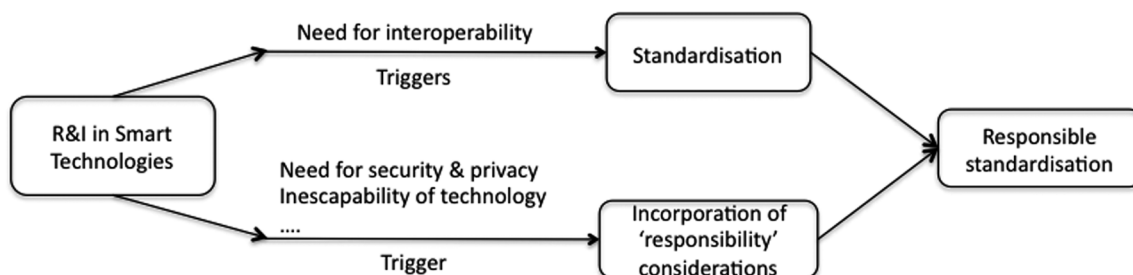 Need for interoperability
Triggers
Standardisation
R&I in Smart
Technologies
Need for security & privacy
Inescapability of technology
....
Trigger
Incorporation of
‘responsibility’
considerations
Responsible
standardisation